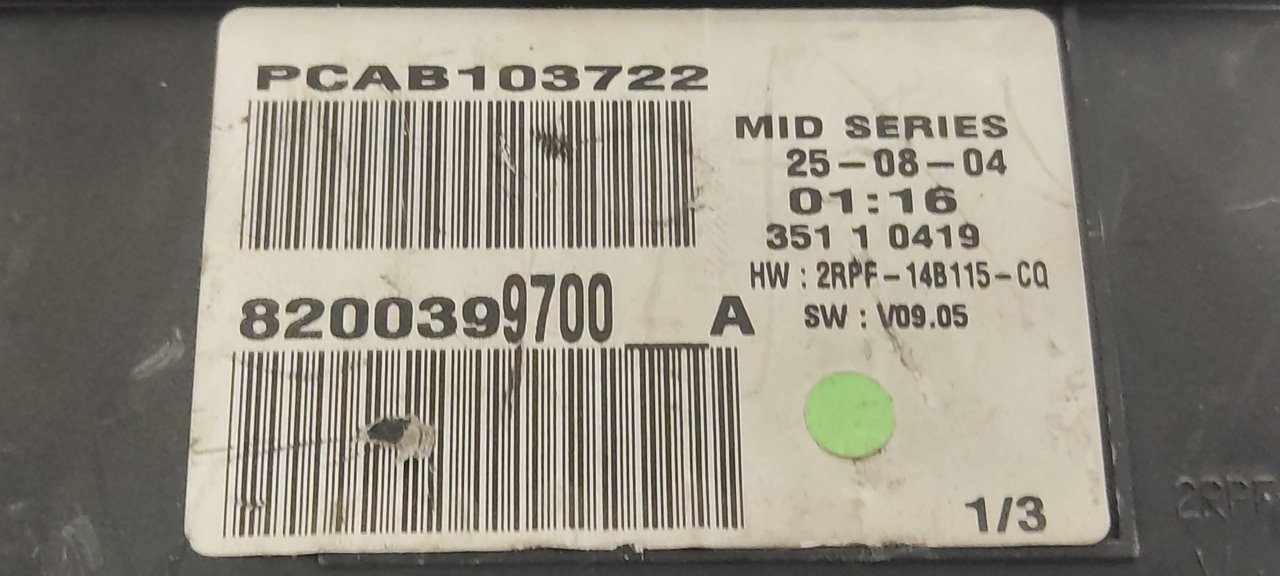 PCAB103722
MID SERIES
25-08-04
01:16
351 1 0419
HW : 2RPF-14B115-CQ
8200399700___A
SW : V09.05
1/3
2RPF